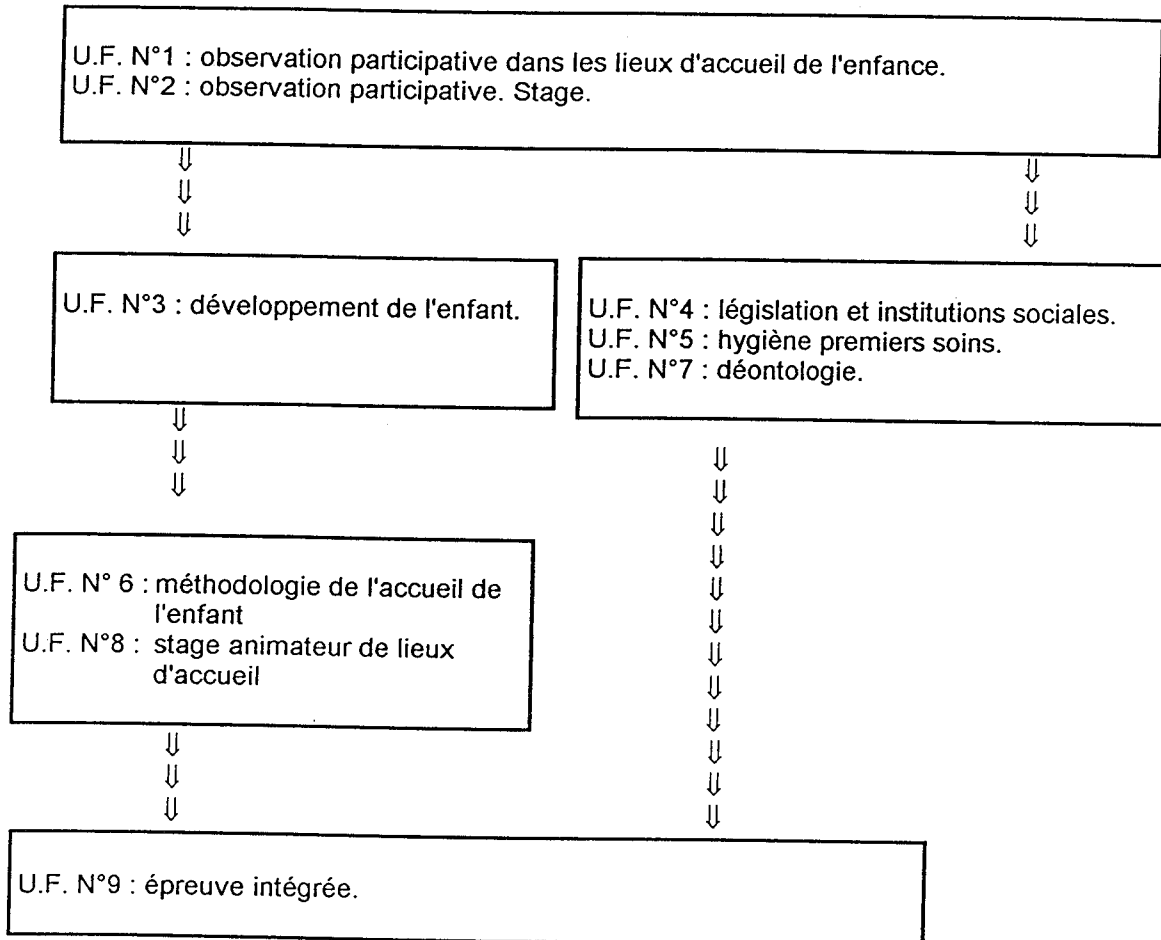 U.F. N°1 : observation participative dans les lieux d'accueil de l'enfance.
U.F. N°2 : observation participative. Stage.
U.F. N°3 : développement de l'enfant.
U.F. N°4 : législation et institutions sociales.
U.F. N°5 : hygiène premiers soins.
U.F. N°7 : déontologie.
U.F. N° 6 : méthodologie de l'accueil de
l'enfant
U.F. N°8 : stage animateur de lieux
d'accueil
U.F. N°9 : épreuve intégrée.